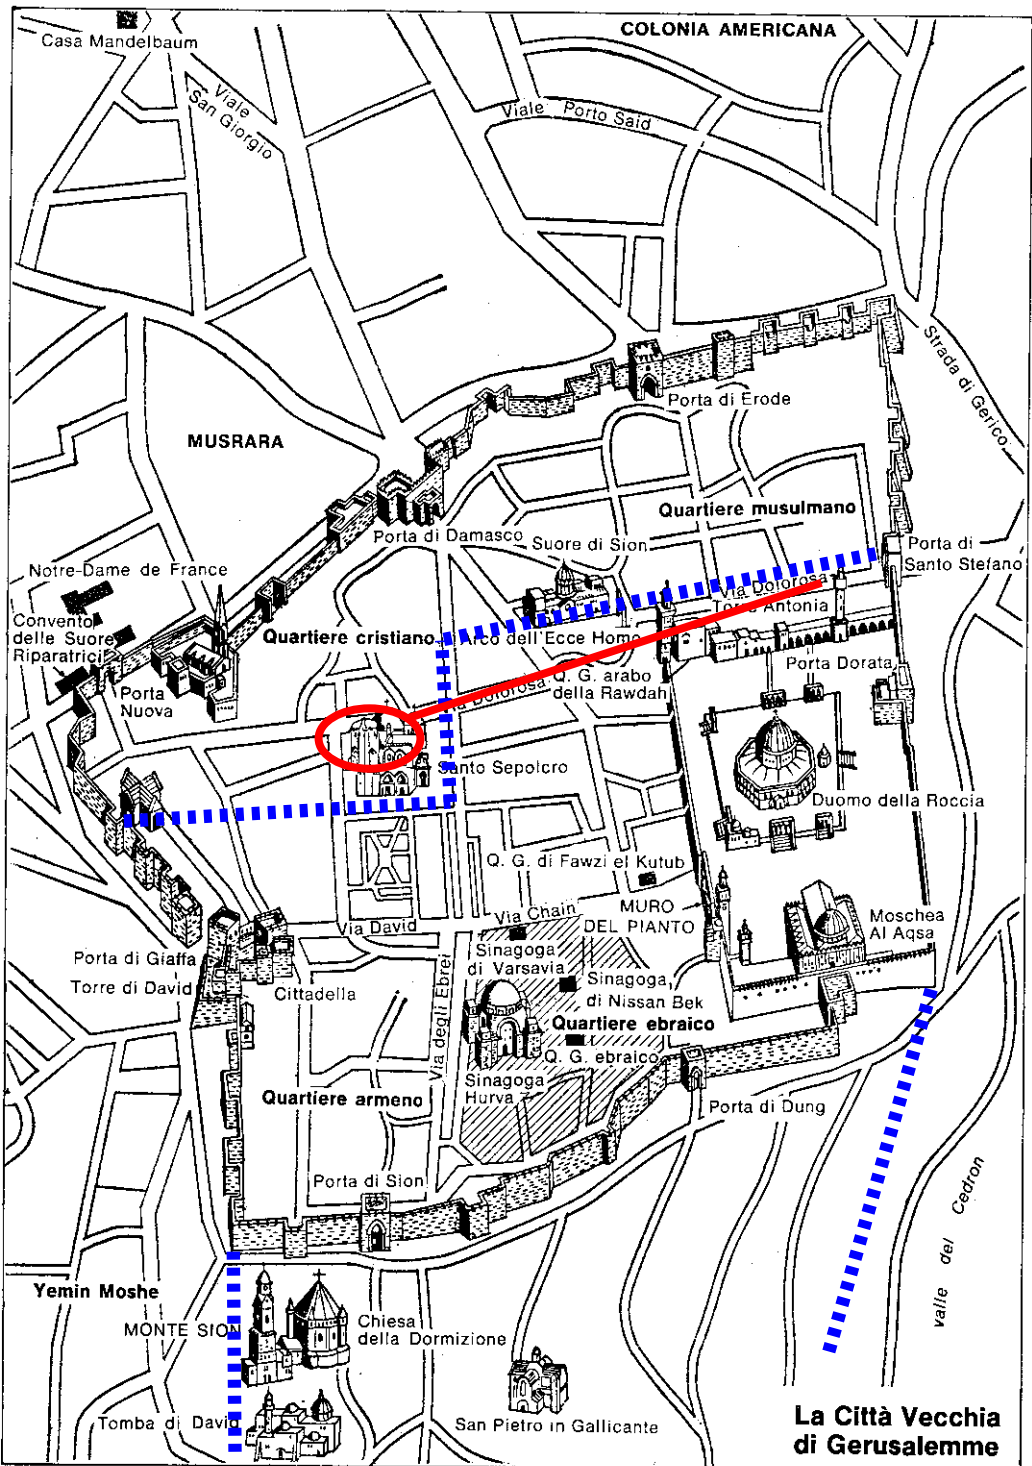 COLONIA AMERICANA
Casa Mandelbaum
Viale
San Giorgio
Viale Porto Said
Strada di Gerico
Porta di Erode
MUSRARA
Quartiere musulmano
Porta di Damasco
Suore di Sion
Porta di
Santo Stefano
Notre-Dame de France
Via Dolorosa
Torre Antonia
Convento
delle Suore
Riparatrici
Quartiere cristiano
Arco dell'Ecce Homo
Porta Dorata
Q. G. arabo
della Rawdah
Via Dolorosa
Porta
Nuova
Santo Sepolcro
Duomo della Roccia
Q. G. di Fawzi el Kutub
MURO
DEL PIANTO
Via David
Via Chain
Moschea
Al Aqsa
Sinagoga
di Varsavia
Porta di Giaffa
Torre di David
Cittadella
Sinagoga
di Nissan Bek
Via degli Ebrei
Quartiere ebraico
Q. G. ebraico
Sinagoga
Hurva
Quartiere armeno
Porta di Dung
Porta di Sion
valle del Cedron
Yemin Moshe
MONTE SION
Chiesa
della Dormizione
Tomba di David
San Pietro in Gallicante
La Città Vecchia
di Gerusalemme